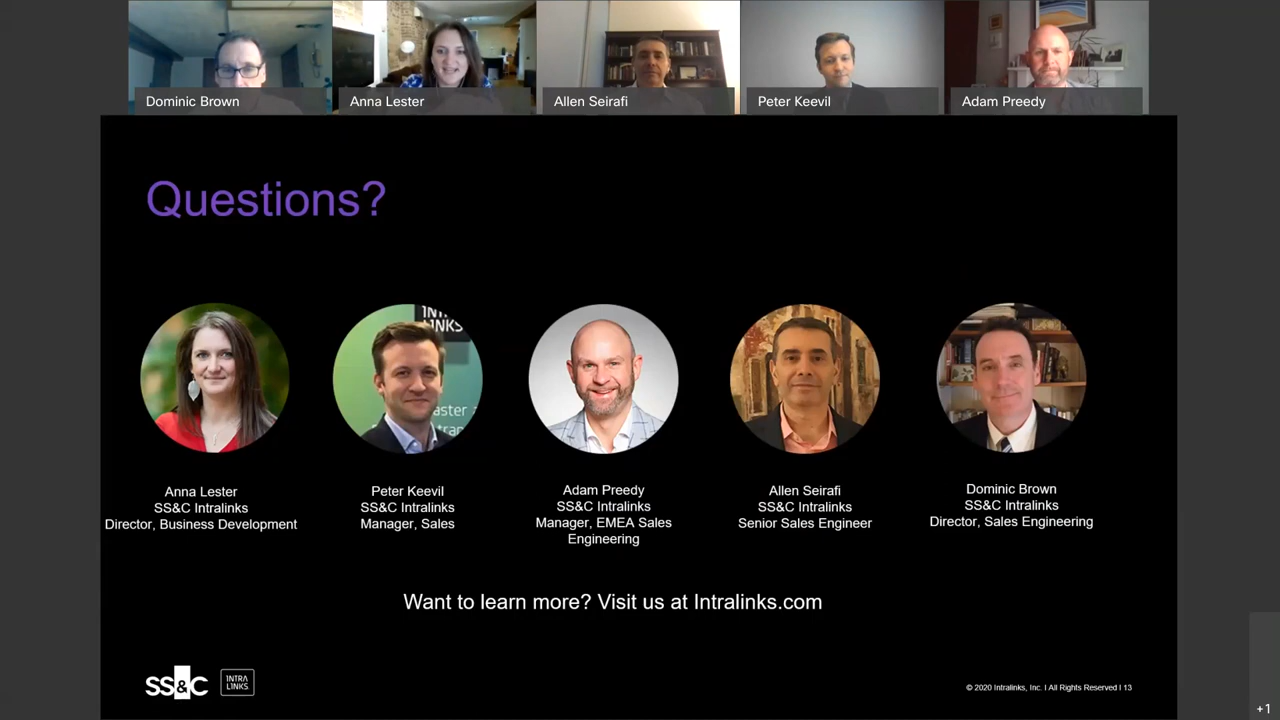 Dominic Brown
Anna Lester
Allen Seirafi
Peter Keevil
Adam Preedy
Questions?
INTRA
LINKS
Anna Lester
SS&C Intralinks
Director, Business Development
Peter Keevil
SS&C Intralinks
Manager, Sales
Adam Preedy
SS&C Intralinks
Manager, EMEA Sales
Engineering
Allen Seirafi
SS&C Intralinks
Senior Sales Engineer
Dominic Brown
SS&C Intralinks
Director, Sales Engineering
Want to learn more? Visit us at Intralinks.com
SS&C
INTRA
LINKS
© 2020 Intralinks, Inc. I All Rights Reserved I 13
+1